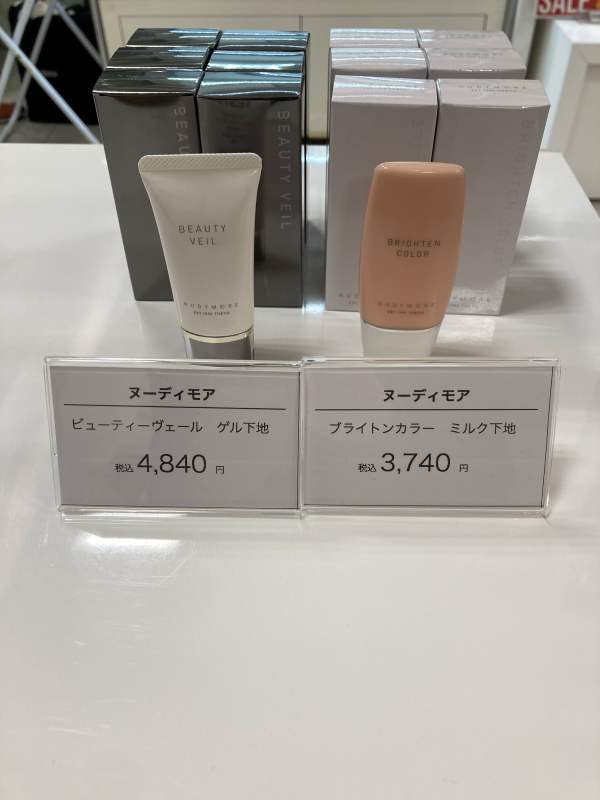 SALE
BEAUTY VEIL
BEAUTY
VEIL
NUDYMORE
BRIGHTEN
COLOR
NUDYMORE
ヌーディモア
ビューティーヴェール ゲル下地
税込 4,840 円
ヌーディモア
ブライトンカラー ミルク下地
税込 3,740 円